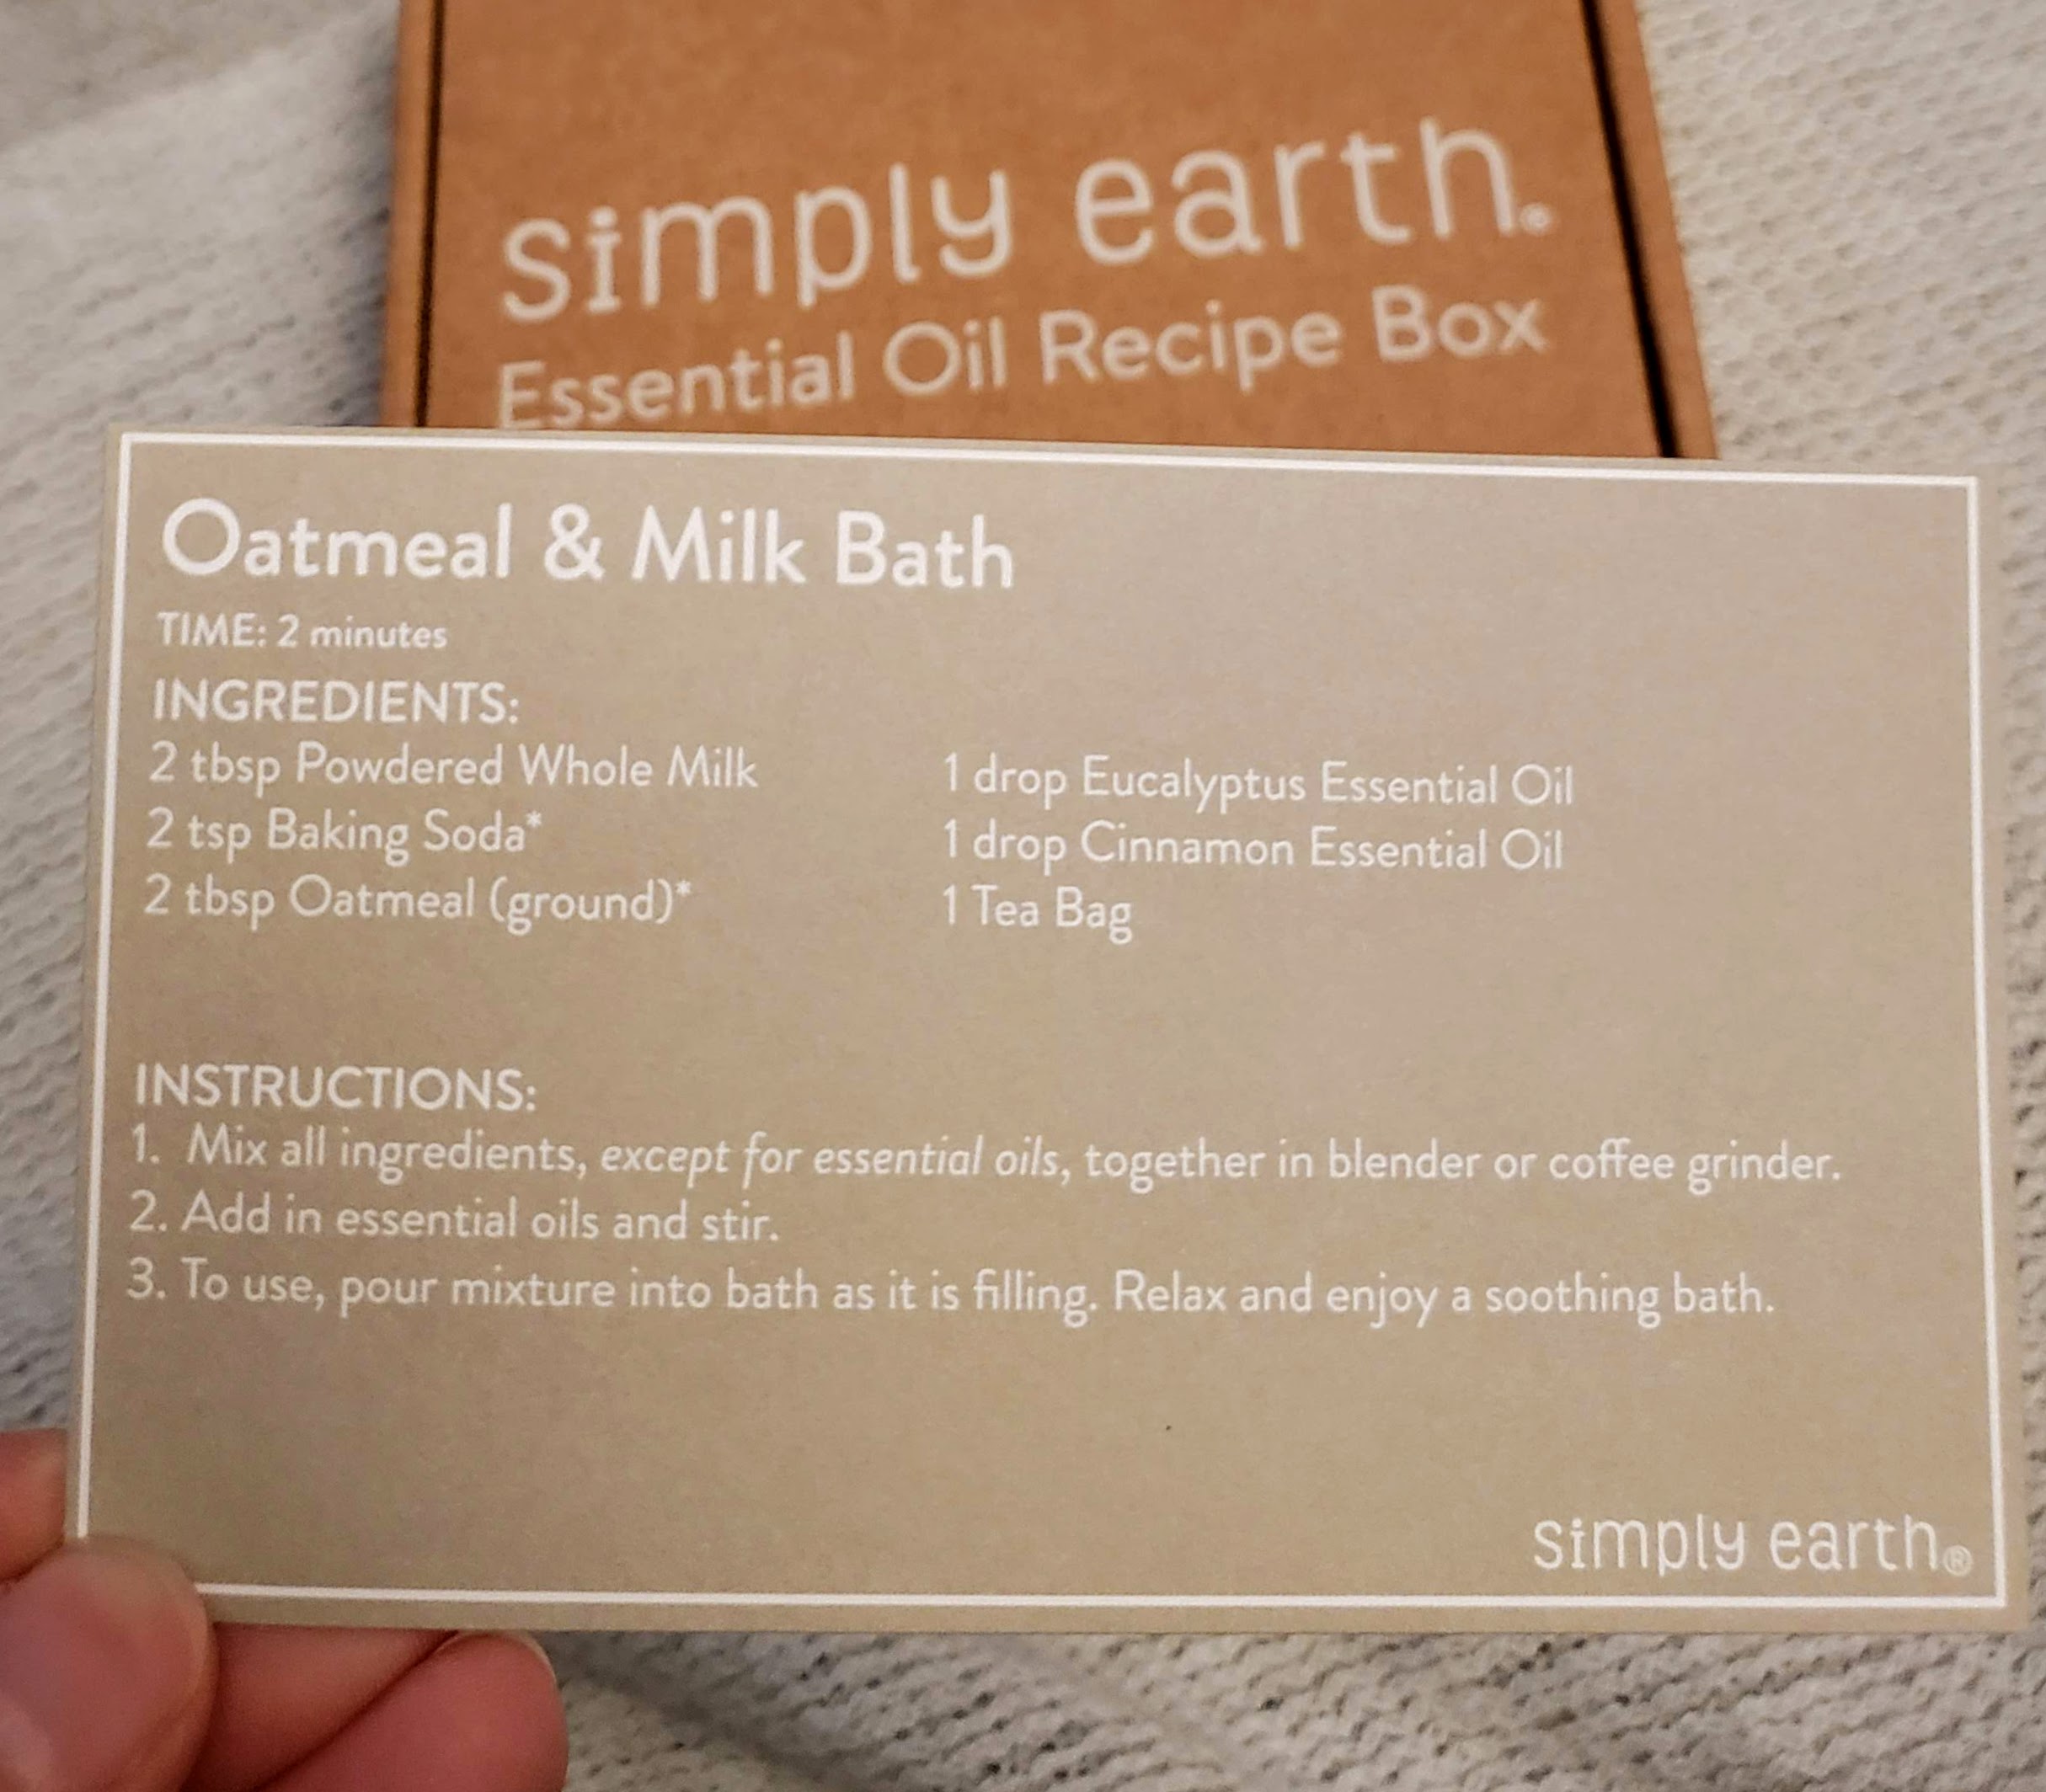 simply earth®
Essential Oil Recipe Box
Oatmeal & Milk Bath
TIME: 2 minutes
INGREDIENTS:
2 tbsp Powdered Whole Milk
2 tsp Baking Soda*
2 tbsp Oatmeal (ground)*
1 drop Eucalyptus Essential Oil
1 drop Cinnamon Essential Oil
1 Tea Bag
INSTRUCTIONS:
1. Mix all ingredients, except for essential oils, together in blender or coffee grinder.
2. Add in essential oils and stir.
3. To use, pour mixture into bath as it is filling. Relax and enjoy a soothing bath.
simply earth®